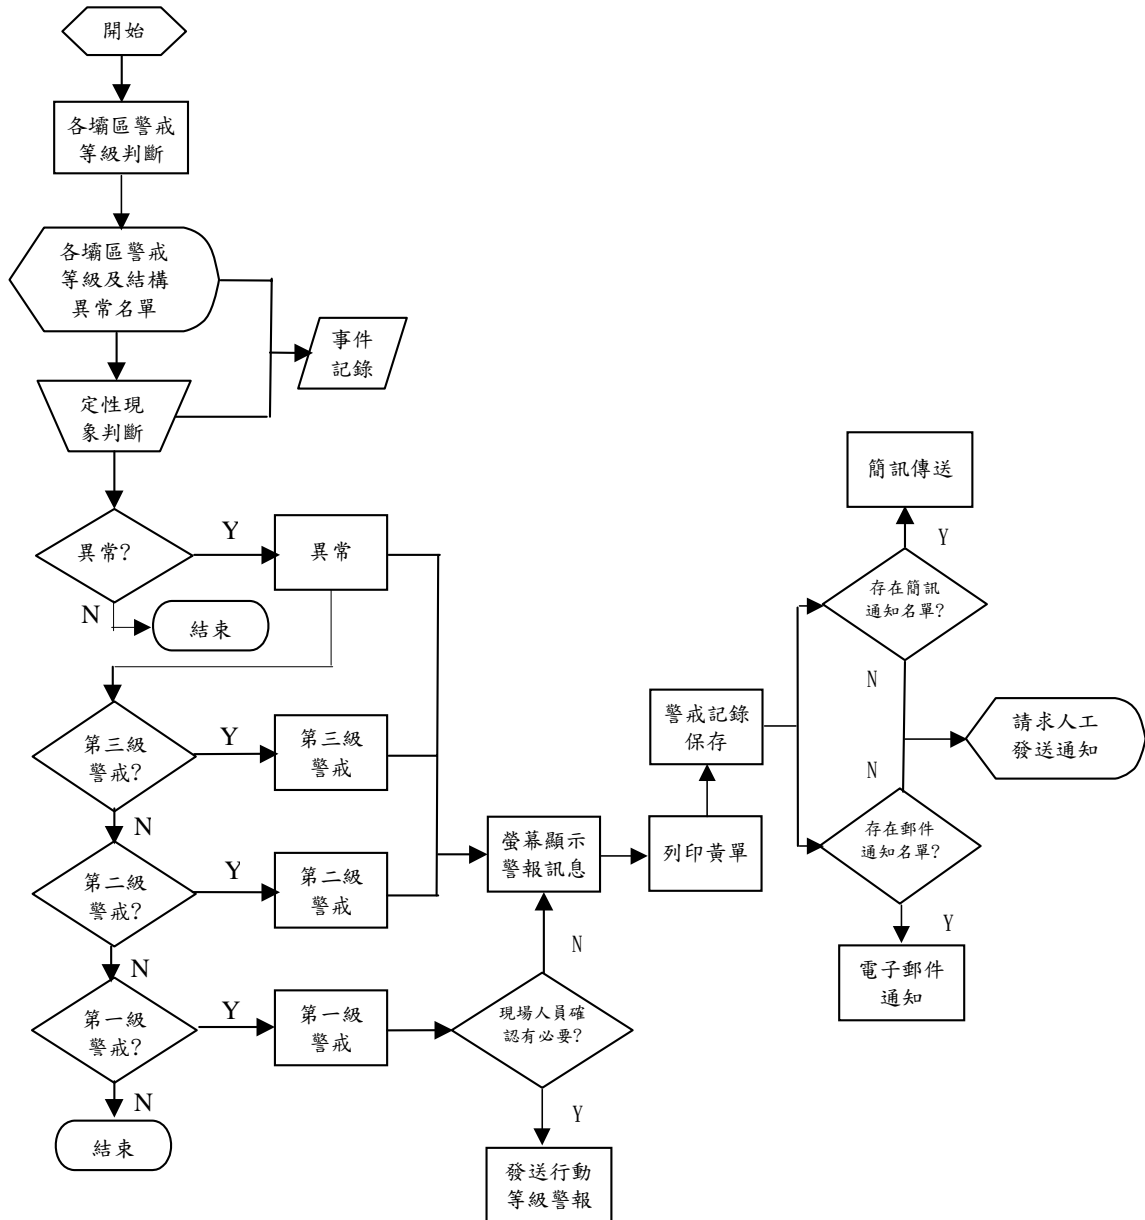 開始
各壩區警戒
等級判斷
各壩區警戒
等級及結構
異常名單
事件
記錄
定性現
象判斷
異常?
Y
異常
N
結束
第三級
警戒?
Y
第三級
警戒
N
第二級
警戒?
Y
第二級
警戒
N
第一級
警戒?
Y
第一級
警戒
N
結束
螢幕顯示
警報訊息
N
現場人員確
認有必要?
Y
發送行動
等級警報
列印黃單
警戒記錄
保存
簡訊傳送
Y
存在簡訊
通知名單?
N
請求人工
發送通知
N
存在郵件
通知名單?
Y
電子郵件
通知